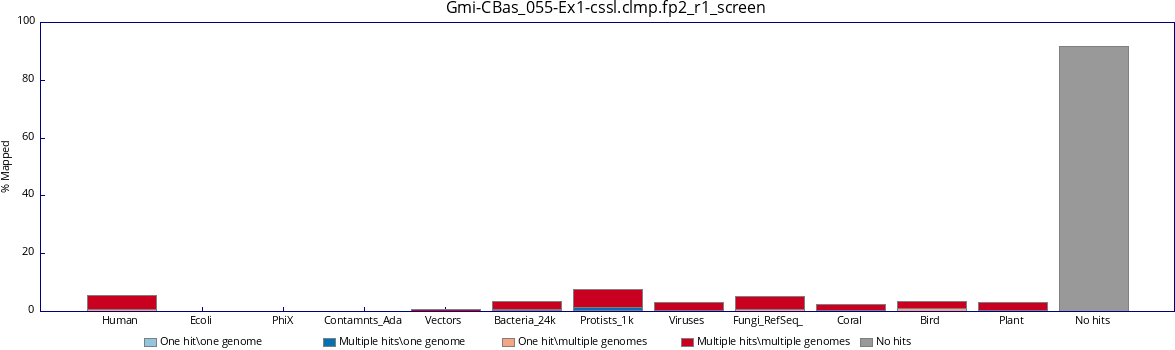 Gmi-CBas_055-Ex1-cssl.clmp.fp2_r1_screen
100
80
60
40
20
0
% Mapped
Human Ecoli PhiX Contamnts_Ada Vectors Bacteria_24k Protists_1k Viruses Fungi_RefSeq_ Coral Bird Plant No hits
One hit\one genome Multiple hits\one genome One hit\multiple genomes Multiple hits\multiple genomes No hits